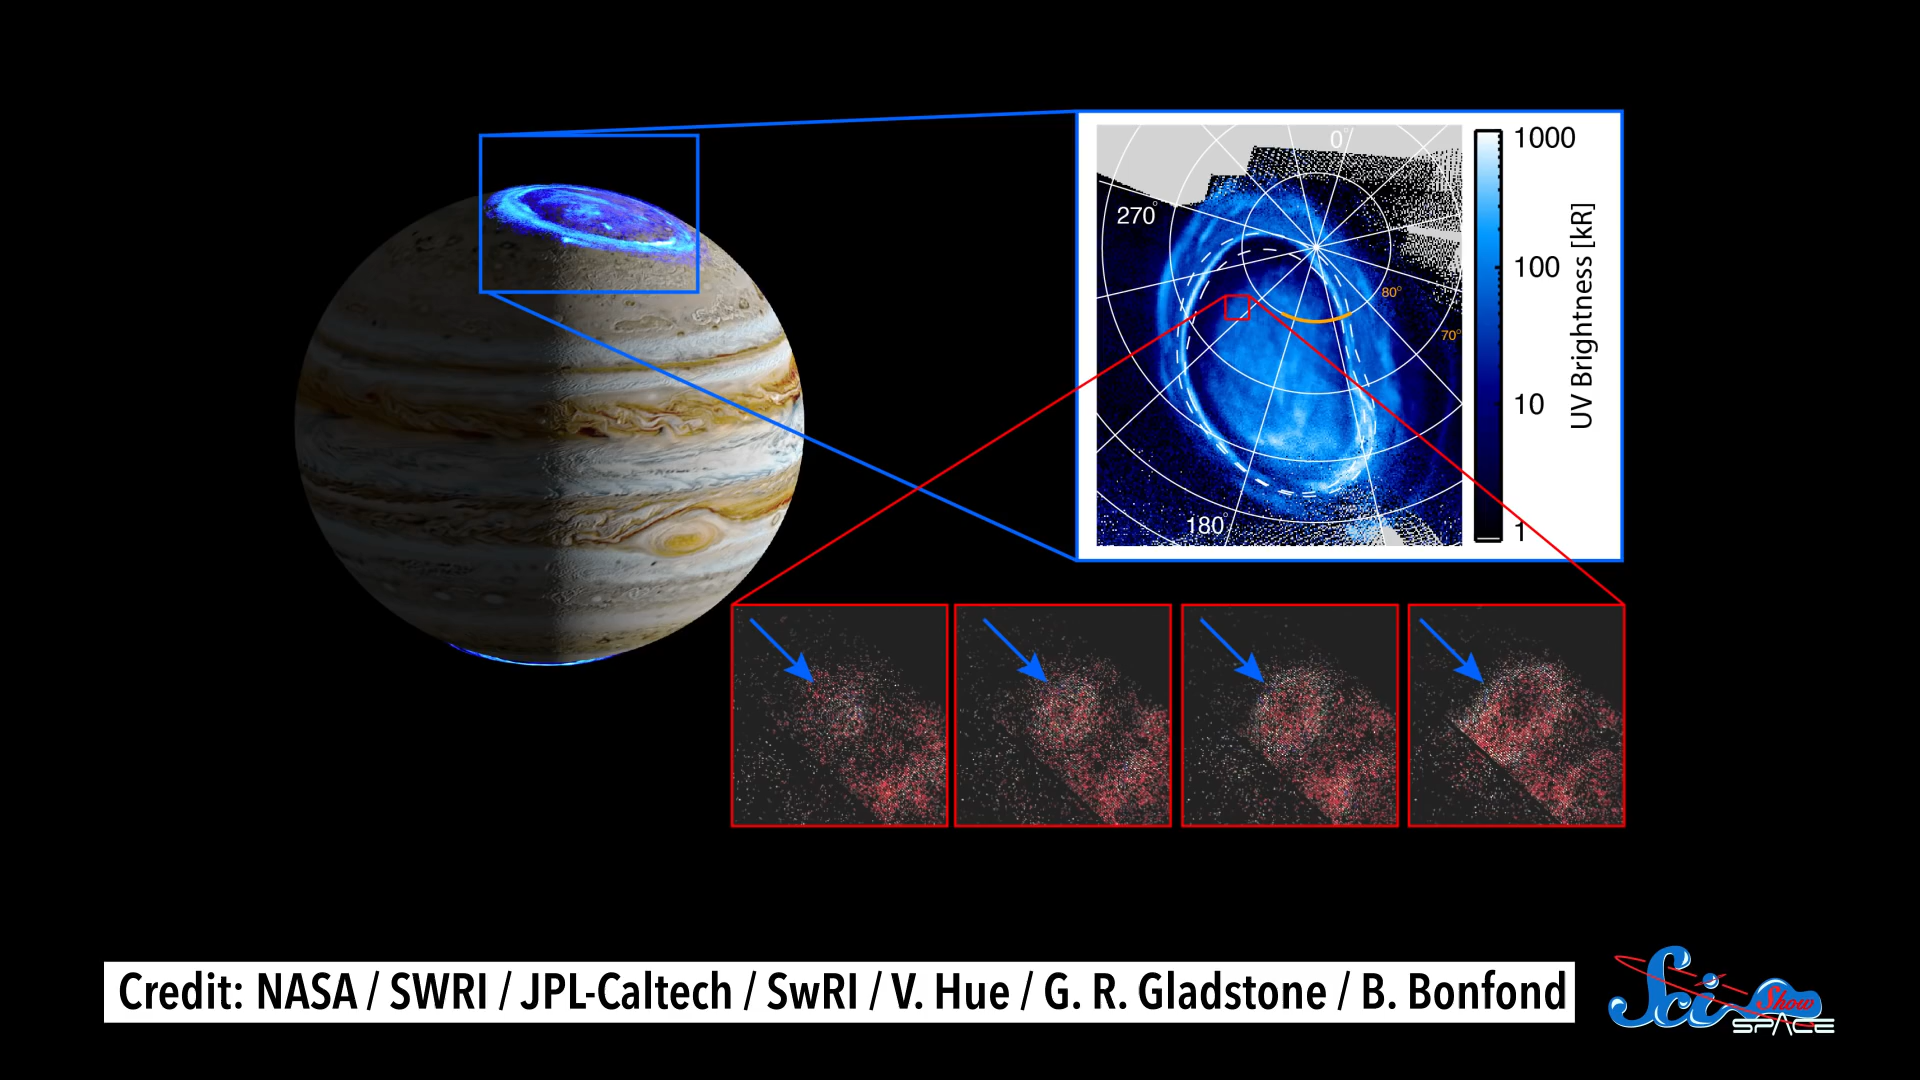 0°
270°
80°
70°
180°
1000
100
10
1
UV Brightness [kR]
Credit: NASA / SWRI / JPL-Caltech / SwRI / V. Hue / G. R. Gladstone / B. Bonfond
Sci Show
SPACE